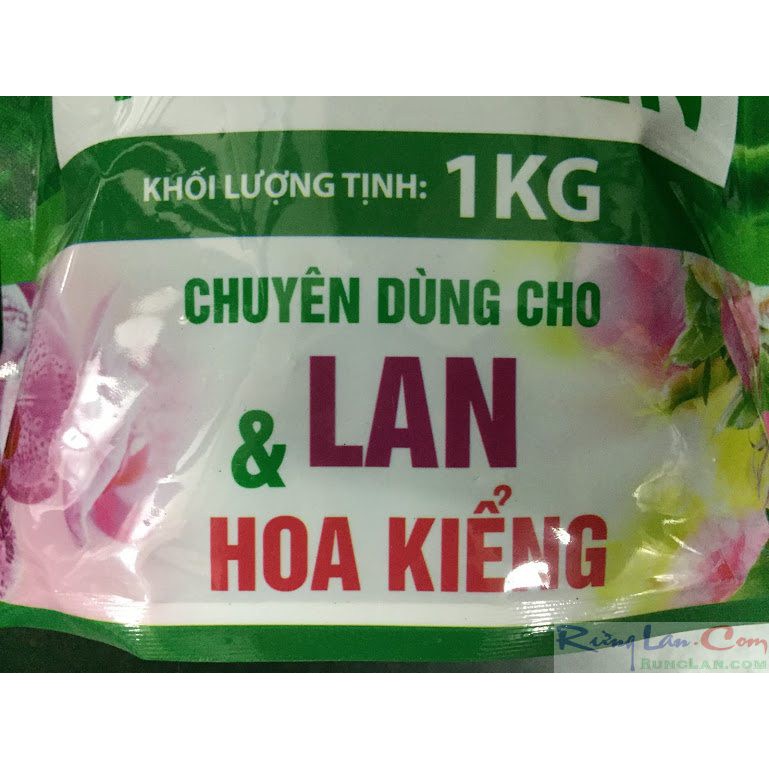 KHỐI LƯỢNG TỊNH: 1KG
CHUYÊN DÙNG CHO
LAN
& HOA KIỂNG
RừngLan.Com
RUNGLAN.COM